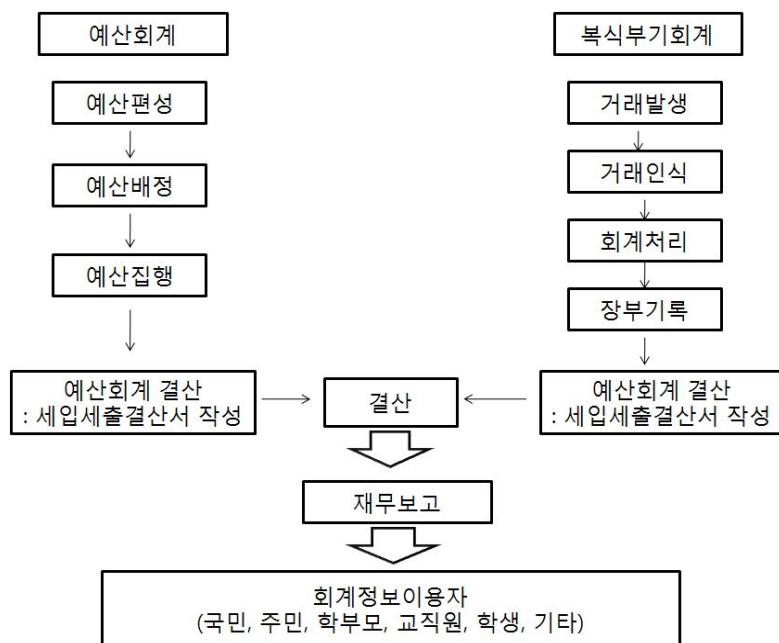 예산회계
예산편성
예산배정
예산집행
예산회계 결산
: 세입세출결산서 작성
복식부기회계
거래발생
거래인식
회계처리
장부기록
예산회계 결산
: 세입세출결산서 작성
결산
재무보고
회계정보이용자
(국민, 주민, 학부모, 교직원, 학생, 기타)